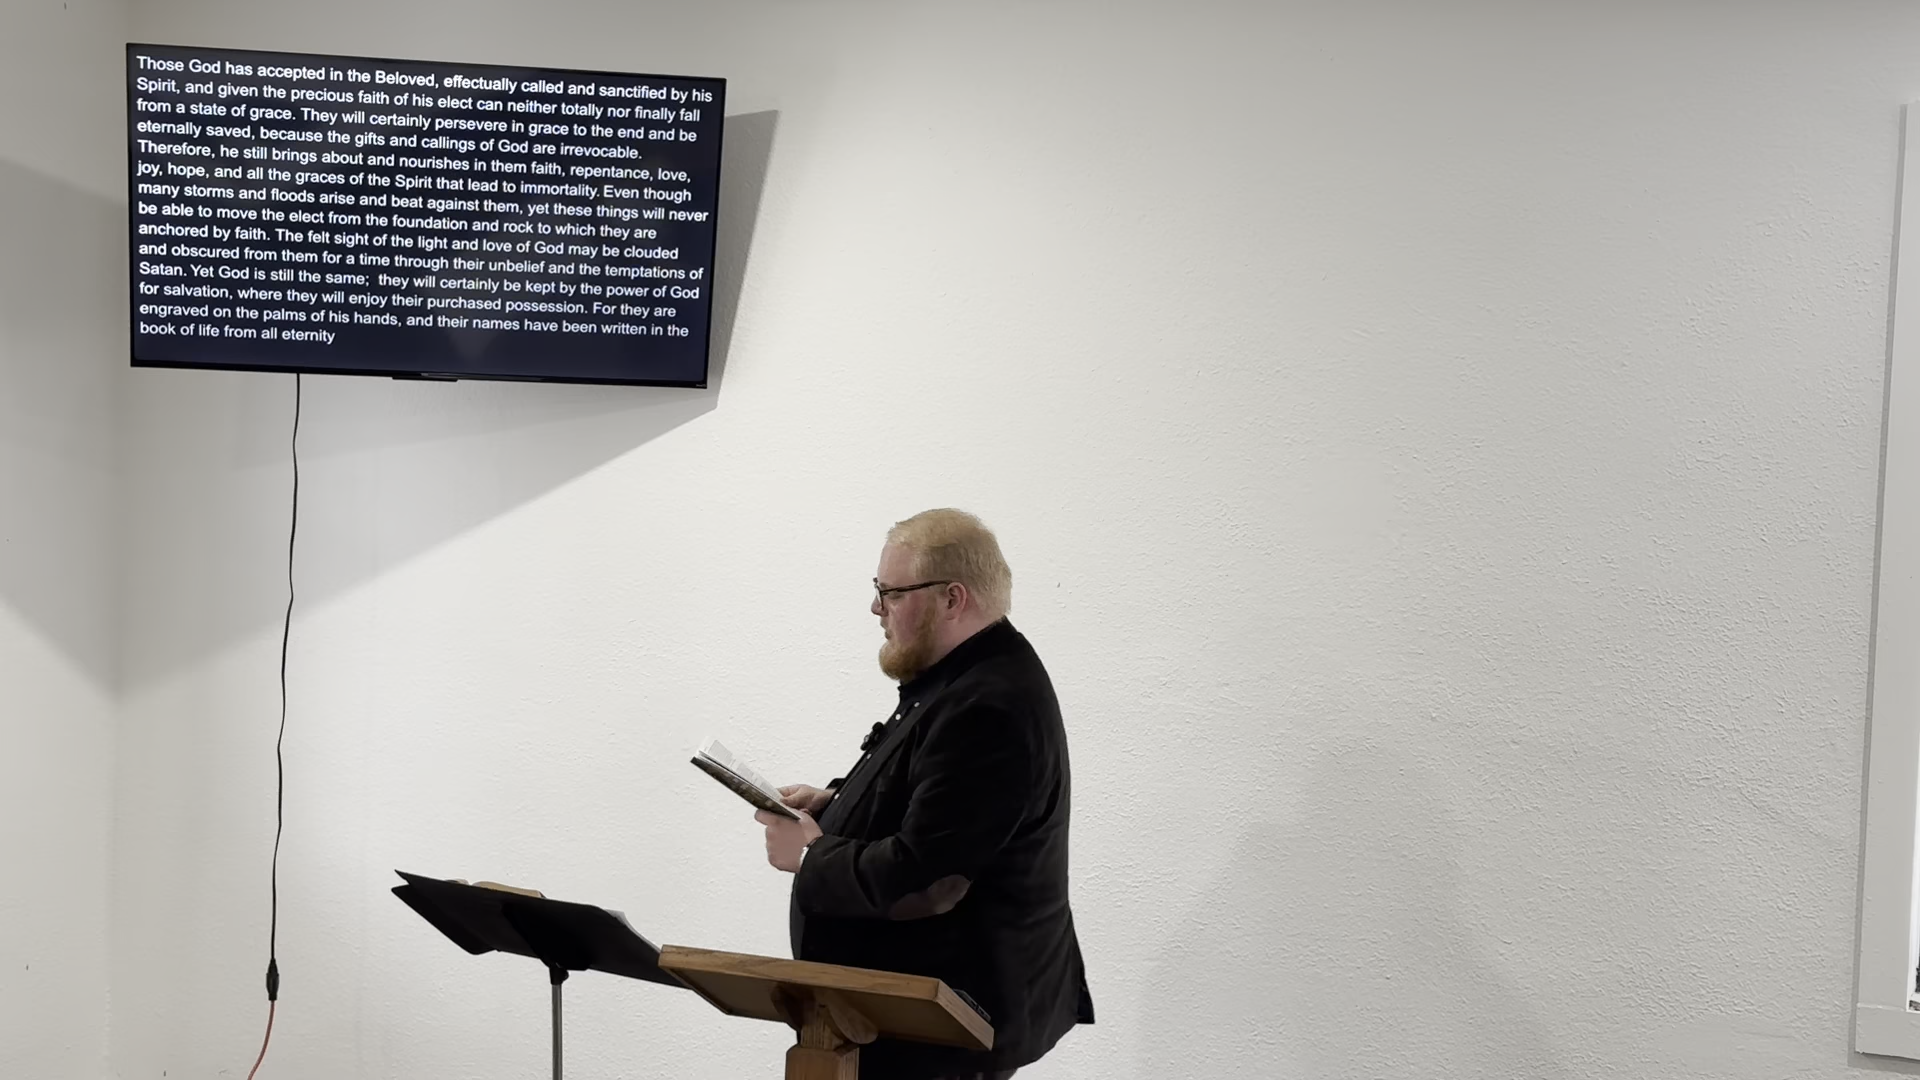 Those God has accepted in the Beloved, effectually called and sanctified by his
Spirit, and given the precious faith of his elect can neither totally nor finally fall
from a state of grace. They will certainly persevere in grace to the end and be
eternally saved, because the gifts and callings of God are irrevocable.
Therefore, he still brings about and nourishes in them faith, repentance, love,
joy, hope, and all the graces of the Spirit that lead to immortality. Even though
many storms and floods arise and beat against them, yet these things will never
be able to move the elect from the foundation and rock to which they are
anchored by faith. The felt sight of the light and love of God may be clouded
and obscured from them for a time through their unbelief and the temptations of
Satan. Yet God is still the same;  they will certainly be kept by the power of God
for salvation, where they will enjoy their purchased possession. For they are
engraved on the palms of his hands, and their names have been written in the
book of life from all eternity